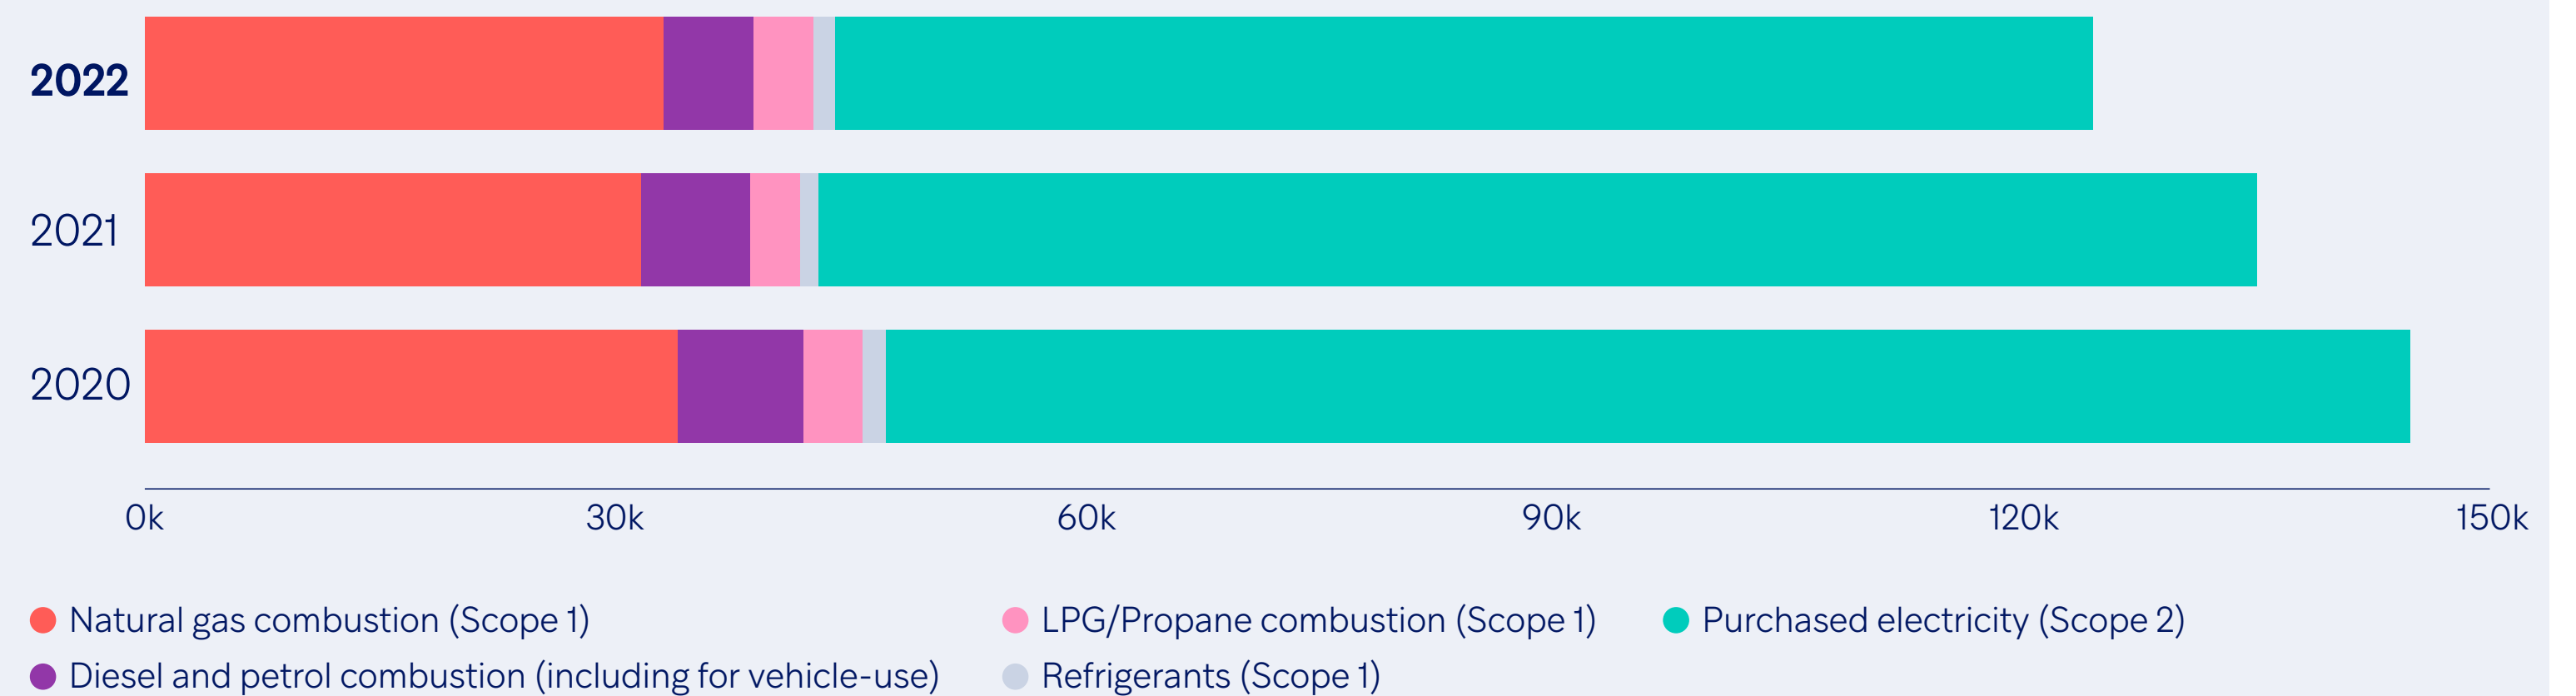 2022
2021
2020
0k 30k 60k 90k 120k 150k
Natural gas combustion (Scope 1) LPG/Propane combustion (Scope 1) Purchased electricity (Scope 2)
Diesel and petrol combustion (including for vehicle-use) Refrigerants (Scope 1)